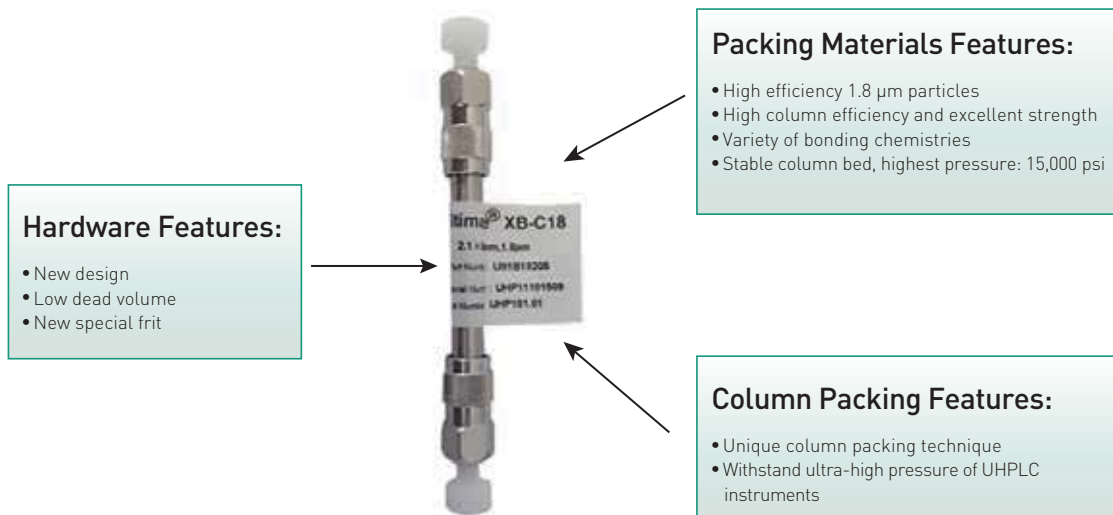 Packing Materials Features:
• High efficiency 1.8 µm particles
• High column efficiency and excellent strength
• Variety of bonding chemistries
• Stable column bed, highest pressure: 15,000 psi
Hardware Features:
• New design
• Low dead volume
• New special frit
XB-C18
UHP101.01
Column Packing Features:
• Unique column packing technique
• Withstand ultra-high pressure of UHPLC
instruments